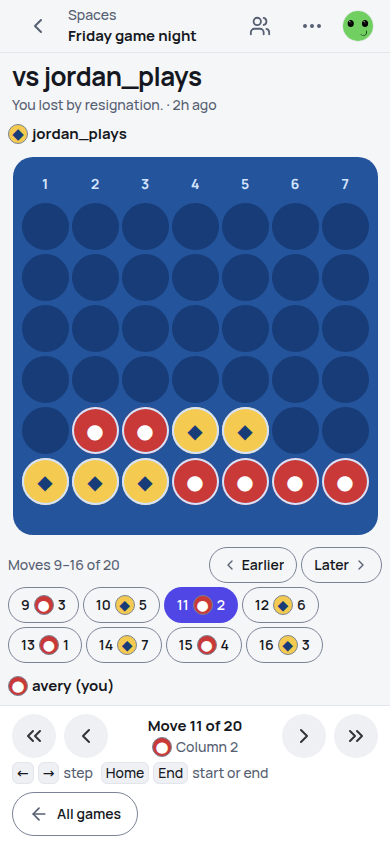 Spaces
Friday game night
vs jordan_plays
You lost by resignation. · 2h ago
jordan_plays
1 2 3 4 5 6 7
Moves 9–16 of 20
Earlier
Later
9 3
10 5
11 2
12 6
13 1
14 7
15 4
16 3
avery (you)
Move 11 of 20
Column 2
← → step Home End start or end
All games